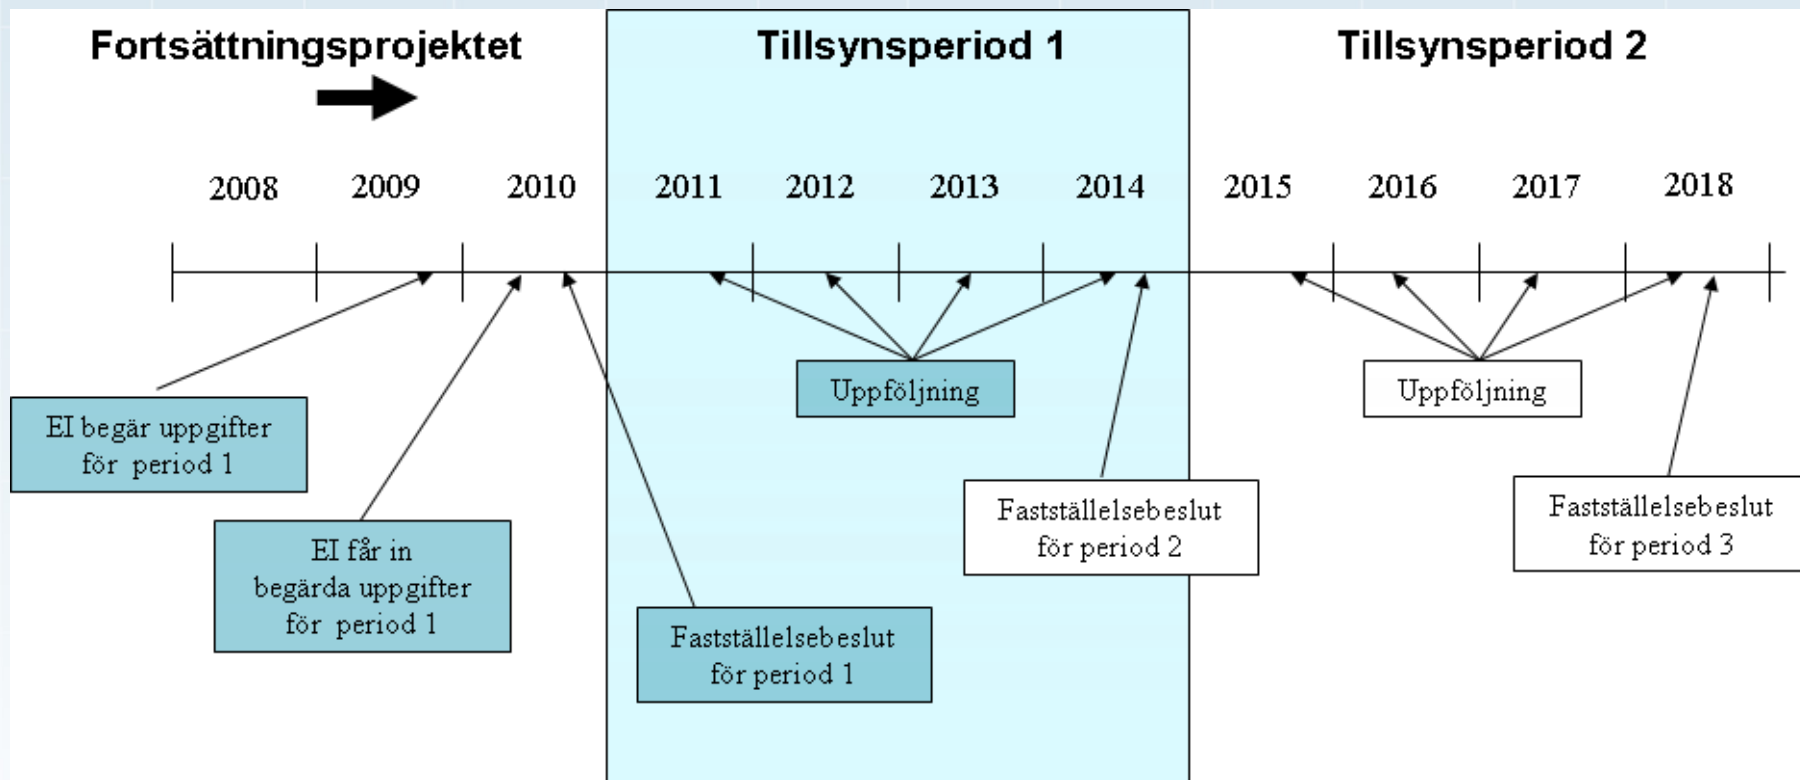 Fortsättningsprojektet
Tillsynsperiod 1
Tillsynsperiod 2
2008
2009
2010
2011
2012
2013
2014
2015
2016
2017
2018
EI begär uppgifter
för period 1
EI får in
begärda uppgifter
för period 1
Fastställelsebeslut
för period 1
Uppföljning
Fastställelsebeslut
för period 2
Uppföljning
Fastställelsebeslut
för period 3